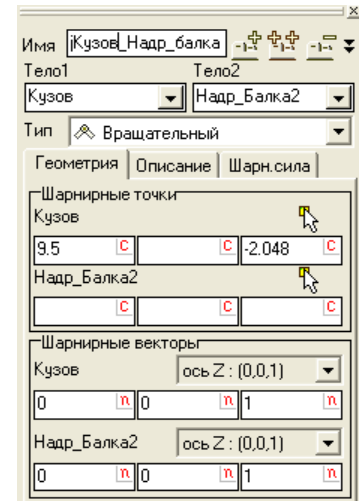 Имя jКузов_Надр_балка
Тело1 Тело2
Кузов Надр_Балка2
Тип Вращательный
Геометрия Описание Шарн.сила
Шарнирные точки
Кузов
9.5 C C -2.048 C
Надр_Балка2
C C C
Шарнирные векторы
Кузов ось Z : (0,0,1)
0 n 0 n 1 n
Надр_Балка2 ось Z : (0,0,1)
0 n 0 n 1 n